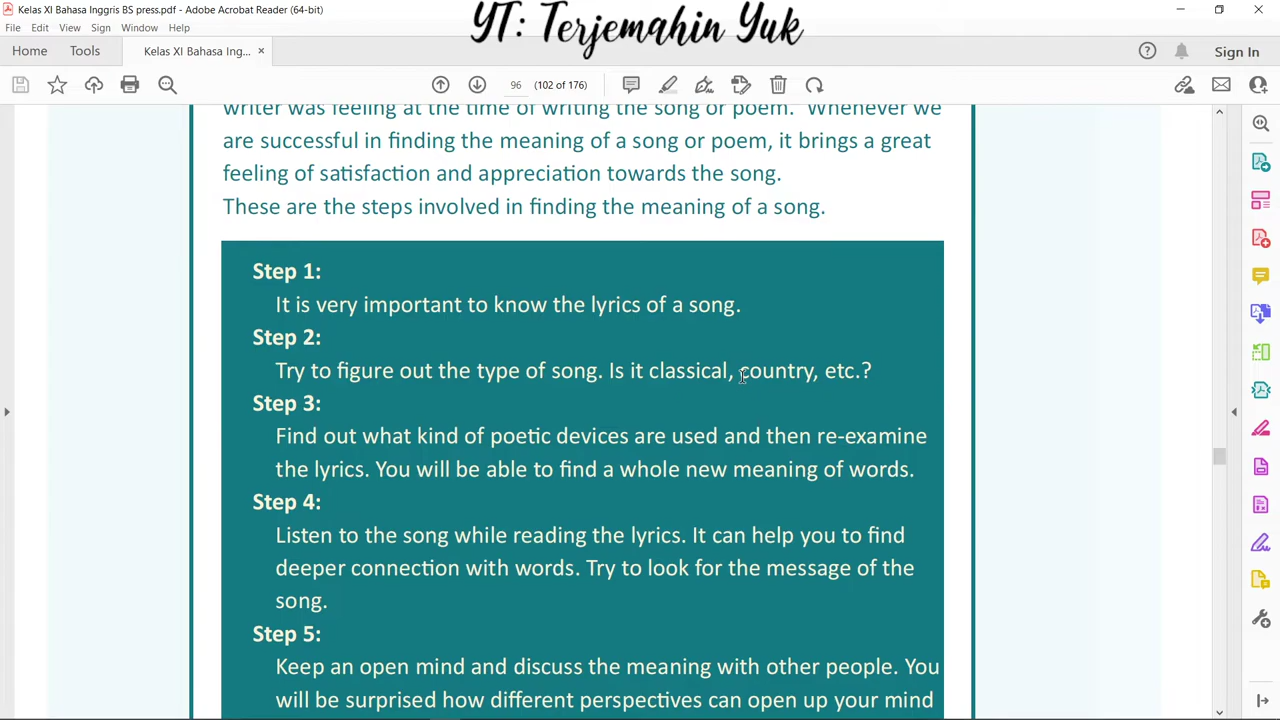 Kelas XI Bahasa Inggris BS press.pdf - Adobe Acrobat Reader (64-bit)
YT: Terjemahin Yuk
File Edit View Sign Window Help
Home Tools Kelas XI Bahasa Ing... × Sign In
96 (102 of 176)
writer was feeling at the time of writing the song or poem. Whenever we
are successful in finding the meaning of a song or poem, it brings a great
feeling of satisfaction and appreciation towards the song.
These are the steps involved in finding the meaning of a song.
Step 1:
It is very important to know the lyrics of a song.
Step 2:
Try to figure out the type of song. Is it classical, country, etc.?
Step 3:
Find out what kind of poetic devices are used and then re-examine
the lyrics. You will be able to find a whole new meaning of words.
Step 4:
Listen to the song while reading the lyrics. It can help you to find
deeper connection with words. Try to look for the message of the
song.
Step 5:
Keep an open mind and discuss the meaning with other people. You
will be surprised how different perspectives can open up your mind